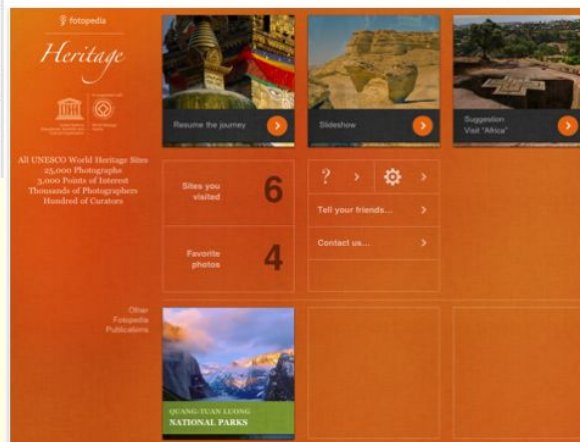 fotopedia
Heritage
All UNESCO World Heritage Sites
25,000 Photographs
3,000 Points of Interest
Thousands of Photographers
Hundred of Curators
Resume the journey
Slideshow
Suggestion
Visit "Africa"
Sites you
visited
6
?
Tell your friends...
Contact us...
Favorite
photos
4
Other
Fotopedia
Publications
QUANG-TUAN LUONG
NATIONAL PARKS